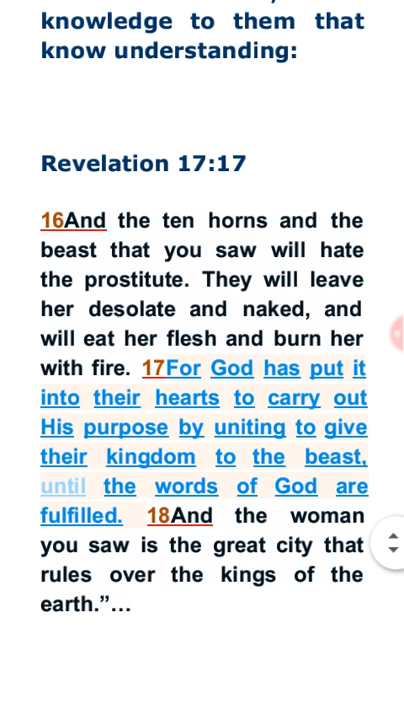 knowledge to them that
know understanding:
Revelation 17:17
16And the ten horns and the
beast that you saw will hate
the prostitute. They will leave
her desolate and naked, and
will eat her flesh and burn her
with fire. 17For God has put it
into their hearts to carry out
His purpose by uniting to give
their kingdom to the beast,
until the words of God are
fulfilled. 18And the woman
you saw is the great city that
rules over the kings of the
earth.”…